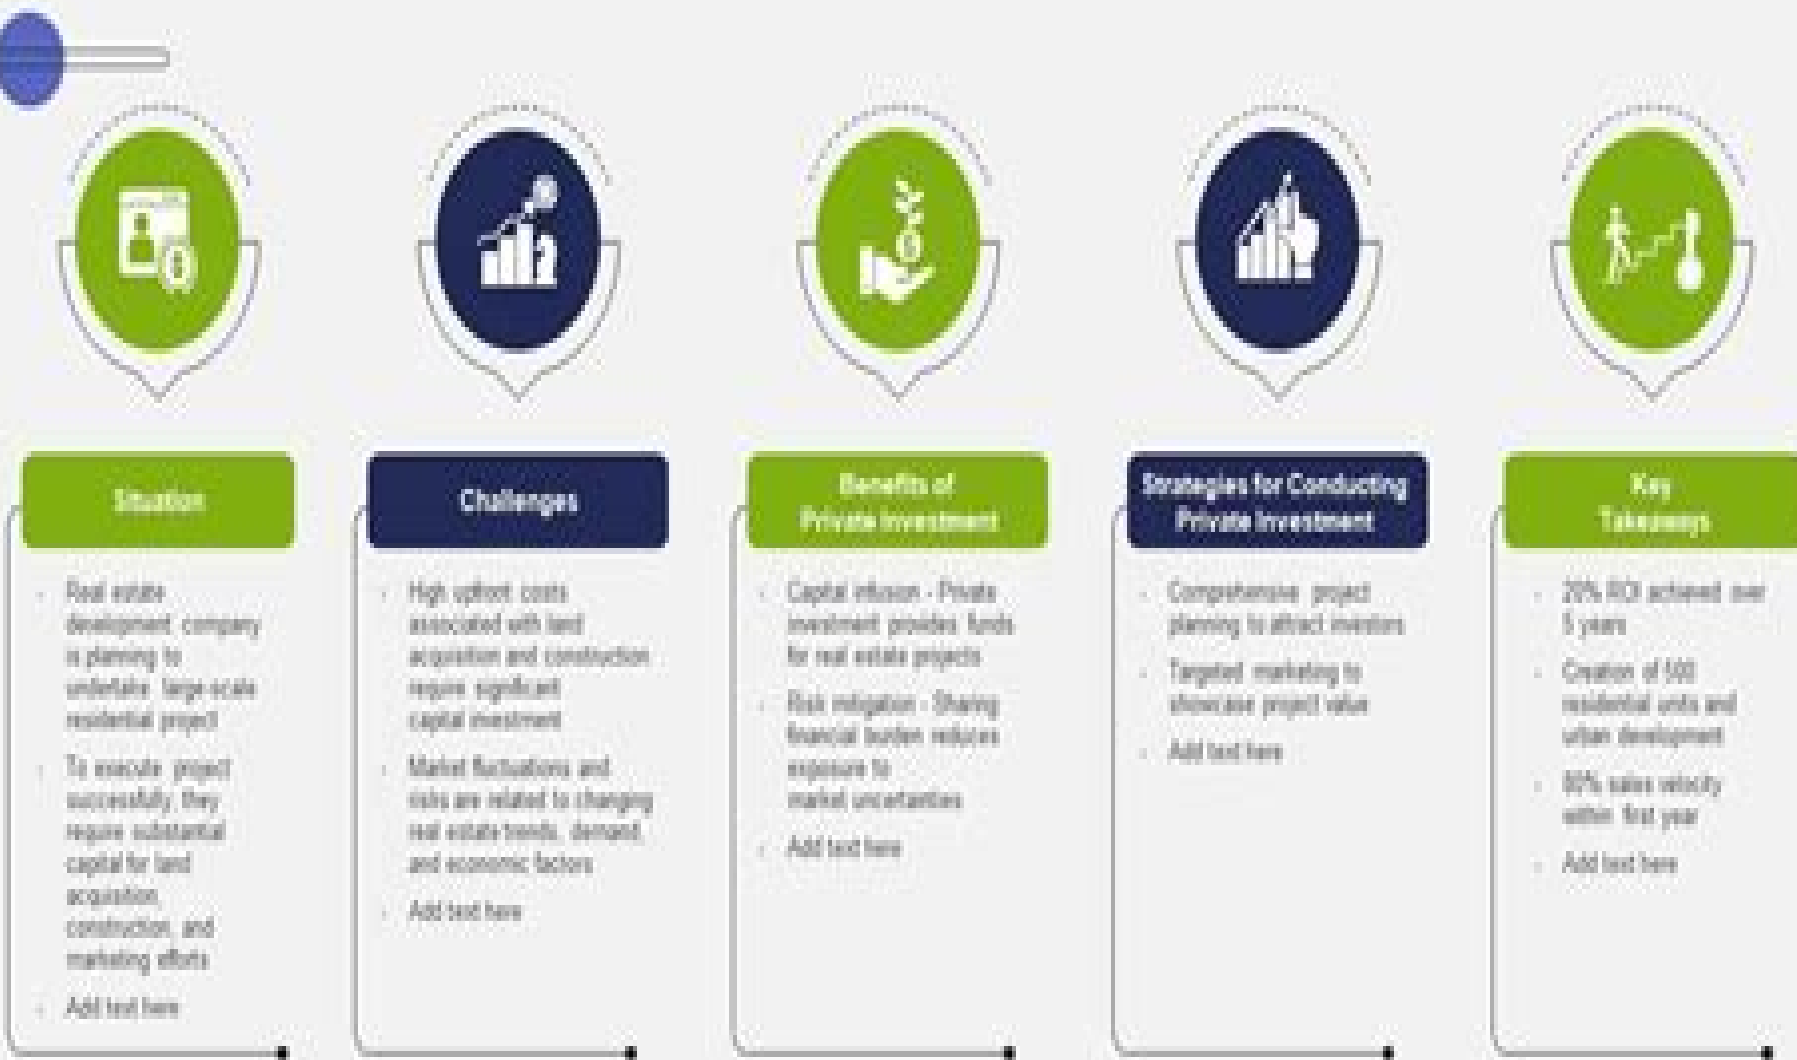 Situation
Real estate
development company
is planning to
undertake large-scale
residential project
To execute project
successfully, they
require substantial
capital for land
acquisition,
construction, and
marketing efforts
Add text here
Challenges
High upfront costs
associated with land
acquisition and construction
require significant
capital investment
Market fluctuations and
risks are related to changing
real estate trends, demand,
and economic factors
Add text here
Benefits of
Private Investment
Capital infusion - Private
investment provides funds
for real estate projects
Risk mitigation - Sharing
financial burden reduces
exposure to
market uncertainties
Add text here
Strategies for Conducting
Private Investment
Comprehensive project
planning to attract investors
Targeted marketing to
showcase project value
Add text here
Key
Takeaways
20% ROI achieved over
5 years
Creation of 500
residential units and
urban development
80% sales velocity
within first year
Add text here